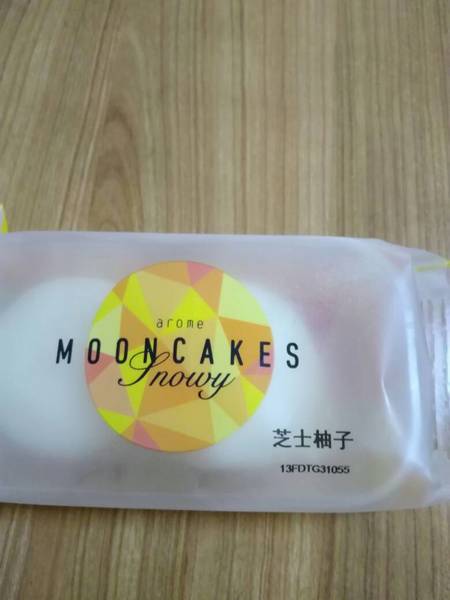 arome
MOONCAKES
Snowy
芝士柚子
13FDTG31055